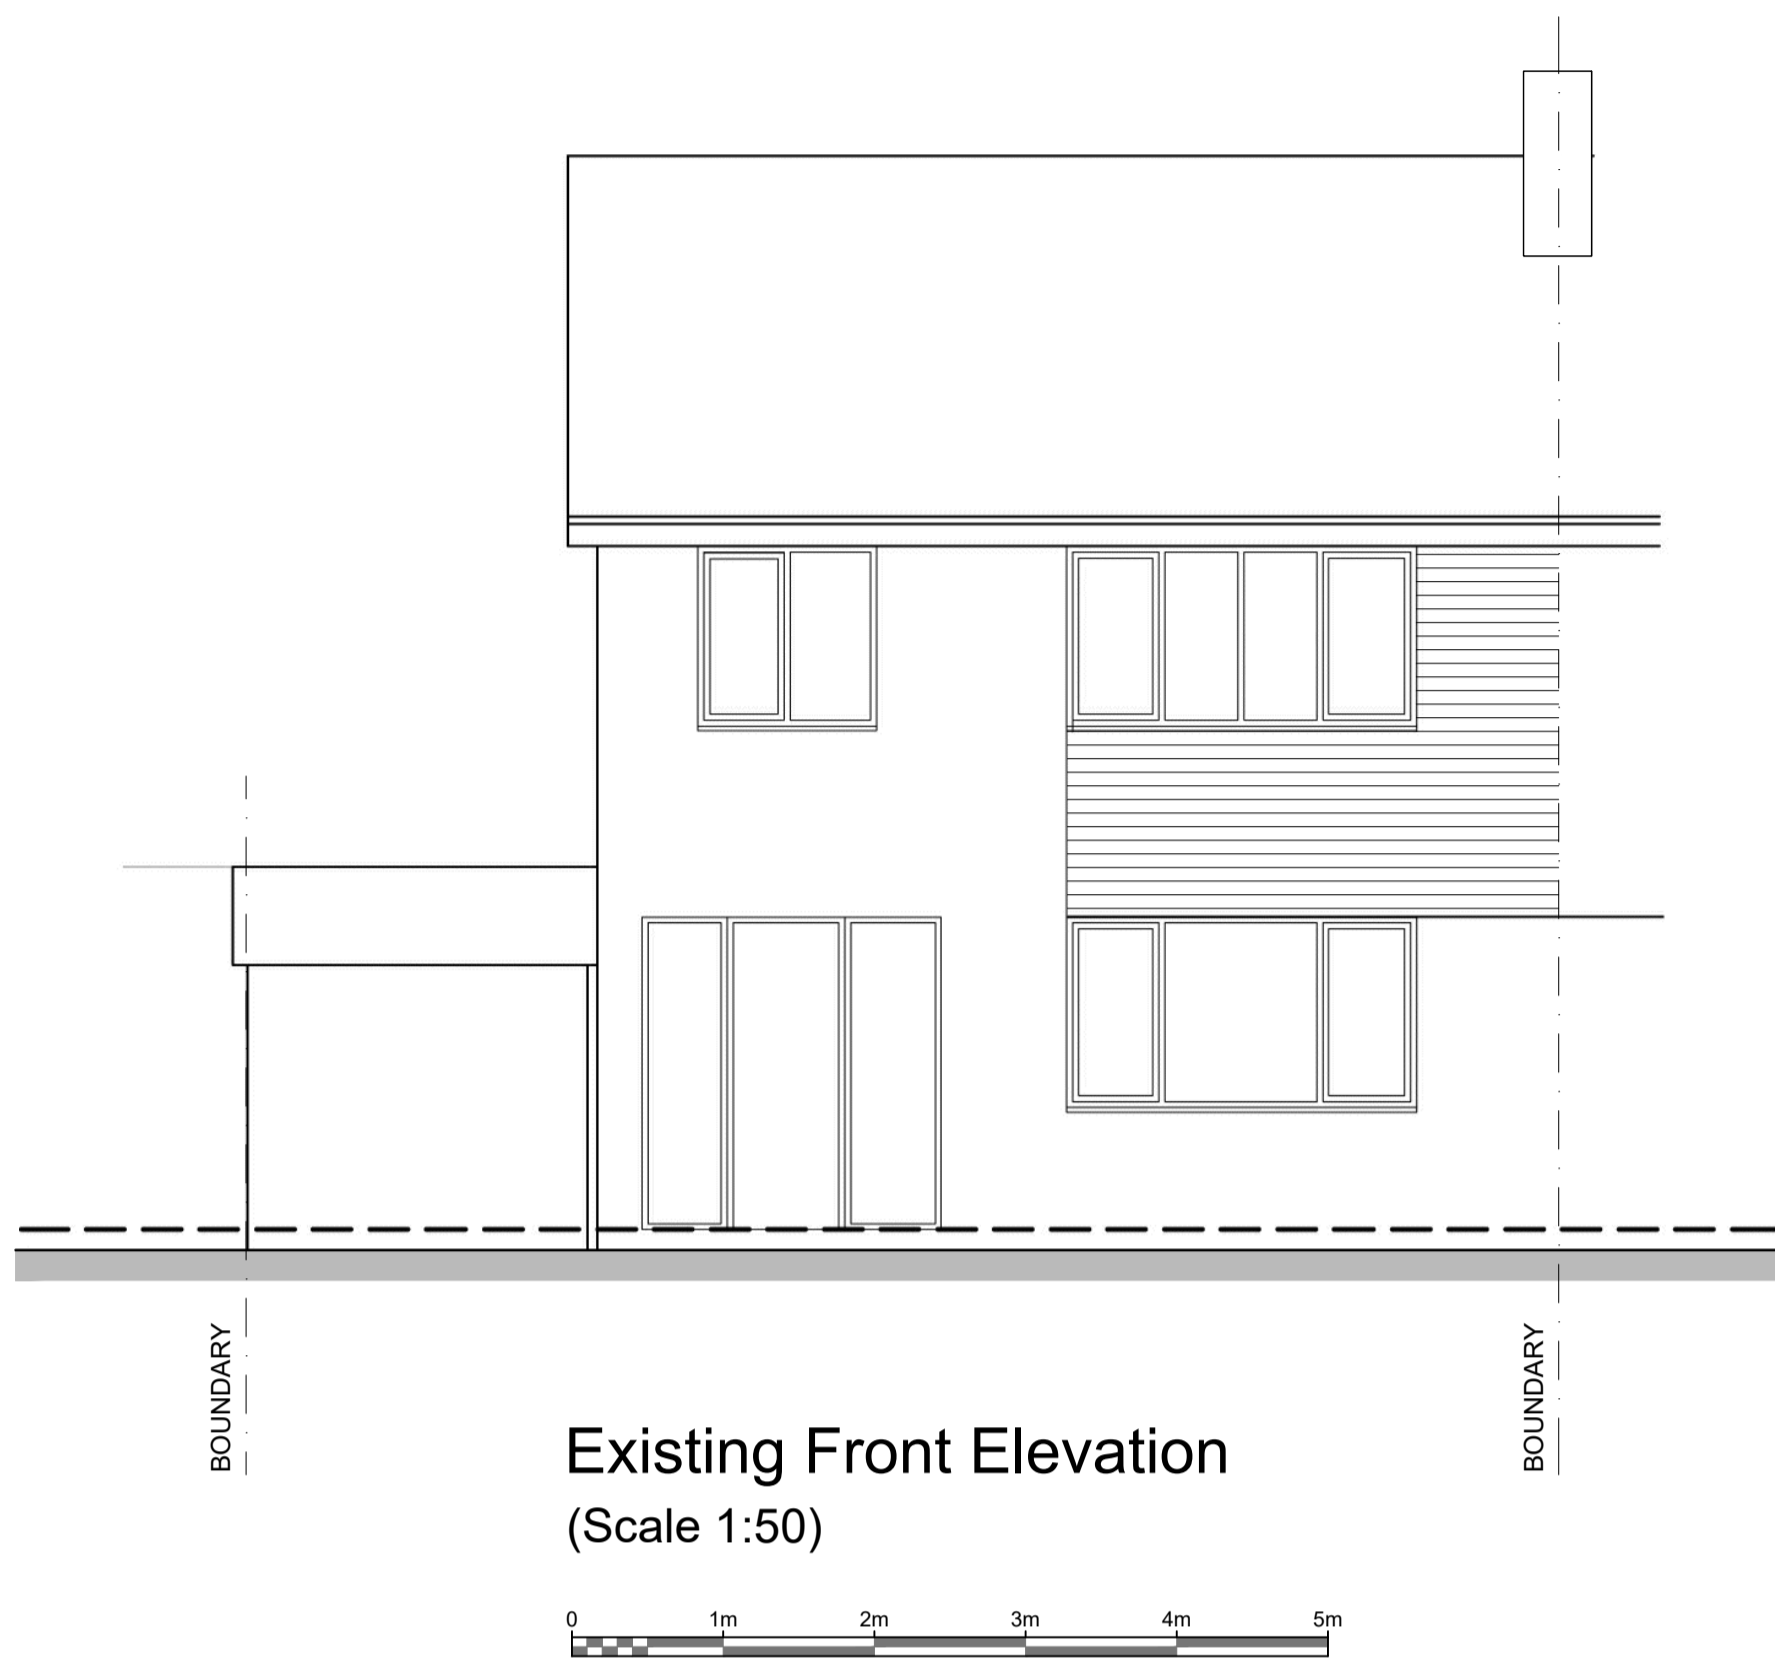 BOUNDARY
BOUNDARY
Existing Front Elevation
(Scale 1:50)
0 1m 2m 3m 4m 5m